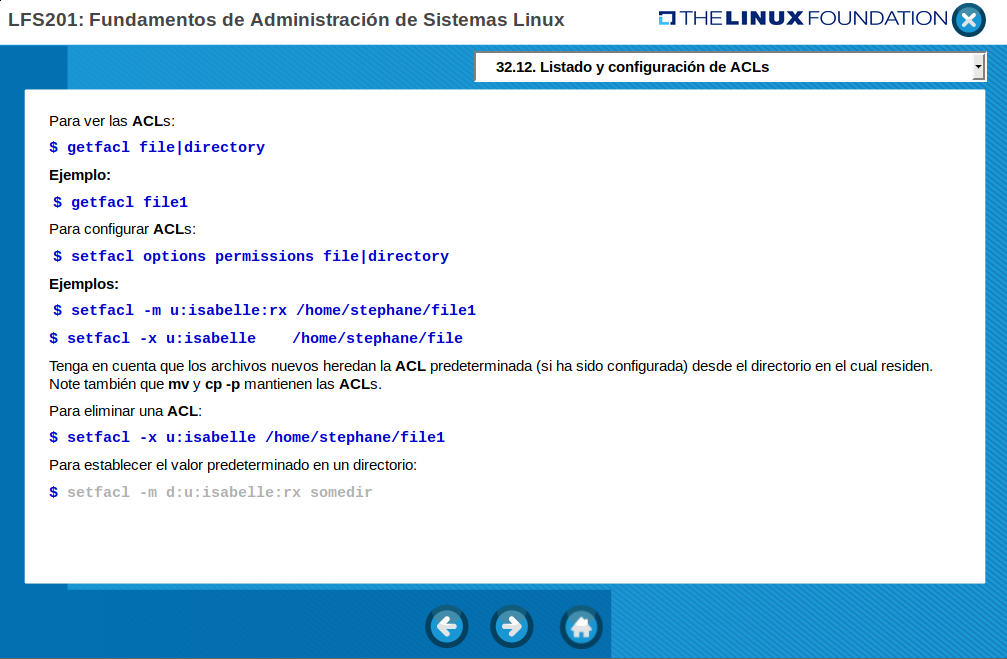 LFS201: Fundamentos de Administración de Sistemas Linux
THE LINUX FOUNDATION
32.12. Listado y configuración de ACLs
Para ver las ACLs:
$ getfacl file|directory
Ejemplo:
$ getfacl file1
Para configurar ACLs:
$ setfacl options permissions file|directory
Ejemplos:
$ setfacl -m u:isabelle:rx /home/stephane/file1
$ setfacl -x u:isabelle    /home/stephane/file
Tenga en cuenta que los archivos nuevos heredan la ACL predeterminada (si ha sido configurada) desde el directorio en el cual residen.
Note también que mv y cp -p mantienen las ACLs.
Para eliminar una ACL:
$ setfacl -x u:isabelle /home/stephane/file1
Para establecer el valor predeterminado en un directorio:
$ setfacl -m d:u:isabelle:rx somedir